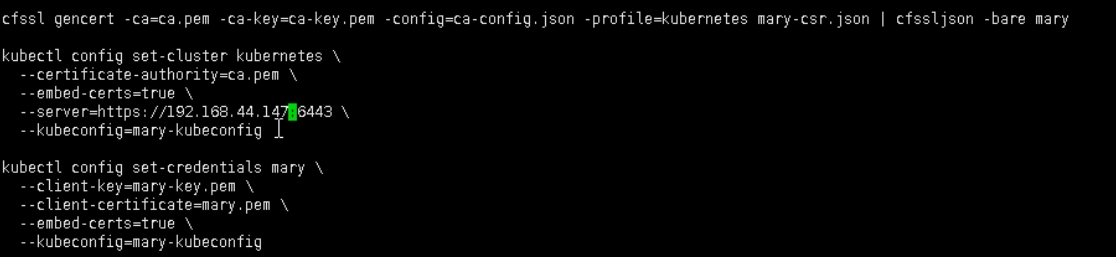 cfssl gencert -ca=ca.pem -ca-key=ca-key.pem -config=ca-config.json -profile=kubernetes mary-csr.json | cfssljson -bare mary
kubectl config set-cluster kubernetes \
--certificate-authority=ca.pem \
--embed-certs=true \
--server=https://192.168.44.147:6443 \
--kubeconfig=mary-kubeconfig
kubectl config set-credentials mary \
--client-key=mary-key.pem \
--client-certificate=mary.pem \
--embed-certs=true \
--kubeconfig=mary-kubeconfig